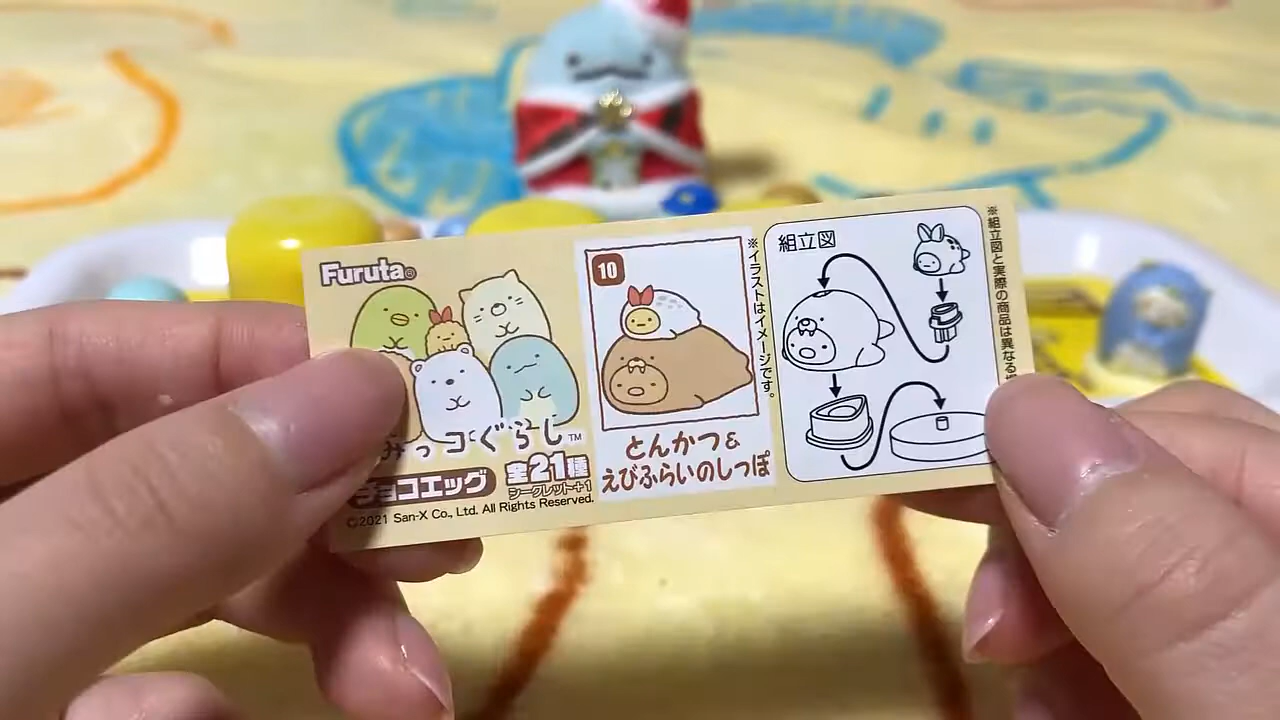 Furuta®
みっコぐらし™
チョコエッグ
全21種
シークレット+1
©2021 San-X Co., Ltd. All Rights Reserved.
10
とんかつ&
えびふらいのしっぽ
※イラストはイメージです。
組立図
※組立図と実際の商品は異なる